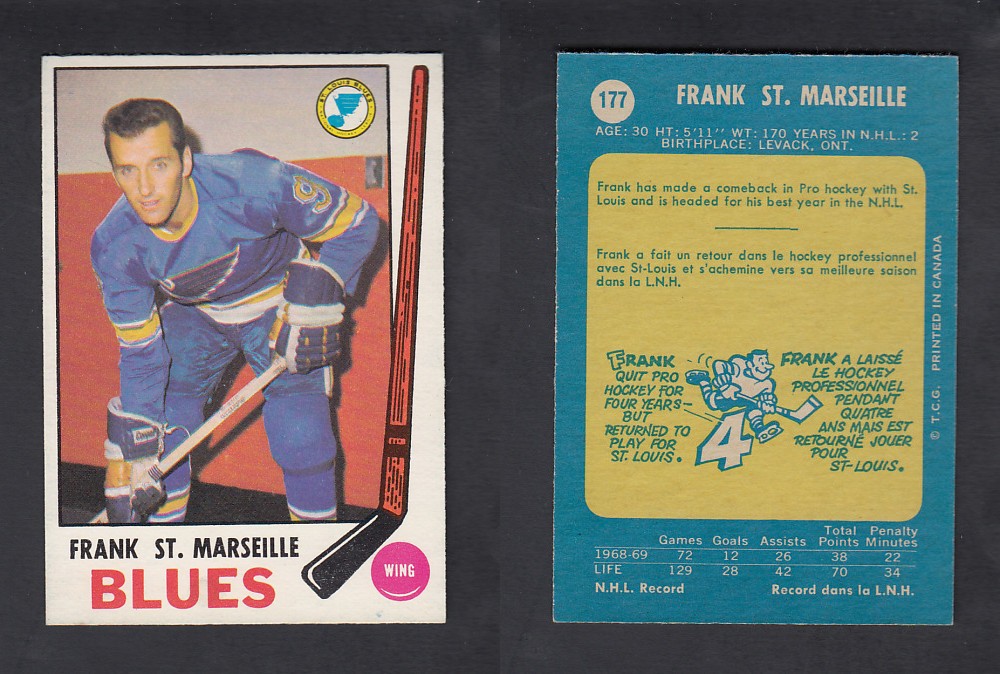 ST. LOUIS BLUES
9
FRANK ST. MARSEILLE
BLUES
WING
177
FRANK ST. MARSEILLE
AGE: 30 HT: 5'11'' WT: 170 YEARS IN N.H.L.: 2
BIRTHPLACE: LEVACK, ONT.
Frank has made a comeback in Pro hockey with St.
Louis and is headed for his best year in the N.H.L.
Frank a fait un retour dans le hockey professionnel
avec St-Louis et s'achemine vers sa meilleure saison
dans la L.N.H.
FRANK
QUIT PRO
HOCKEY FOR
FOUR YEARS—
BUT
RETURNED TO
PLAY FOR
ST. LOUIS.
4
FRANK A LAISSÉ
LE HOCKEY
PROFESSIONNEL
PENDANT
QUATRE
ANS MAIS EST
RETOURNÉ JOUER
POUR
ST-LOUIS.
© T.C.G. PRINTED IN CANADA
Total Penalty
Games Goals Assists Points Minutes
1968-69 72 12 26 38 22
LIFE 129 28 42 70 34
N.H.L. Record Record dans la L.N.H.